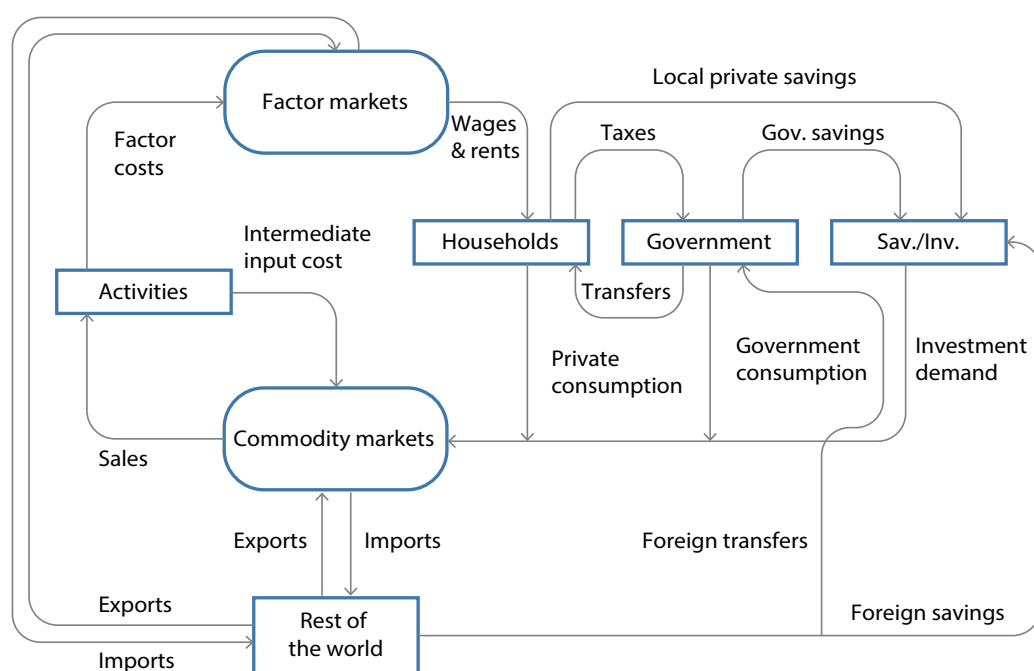 Factor markets
Local private savings
Wages
& rents
Taxes
Gov. savings
Factor
costs
Households
Government
Sav./Inv.
Intermediate
input cost
Activities
Transfers
Private
consumption
Government
consumption
Investment
demand
Commodity markets
Sales
Exports
Imports
Foreign transfers
Exports
Rest of
the world
Foreign savings
Imports